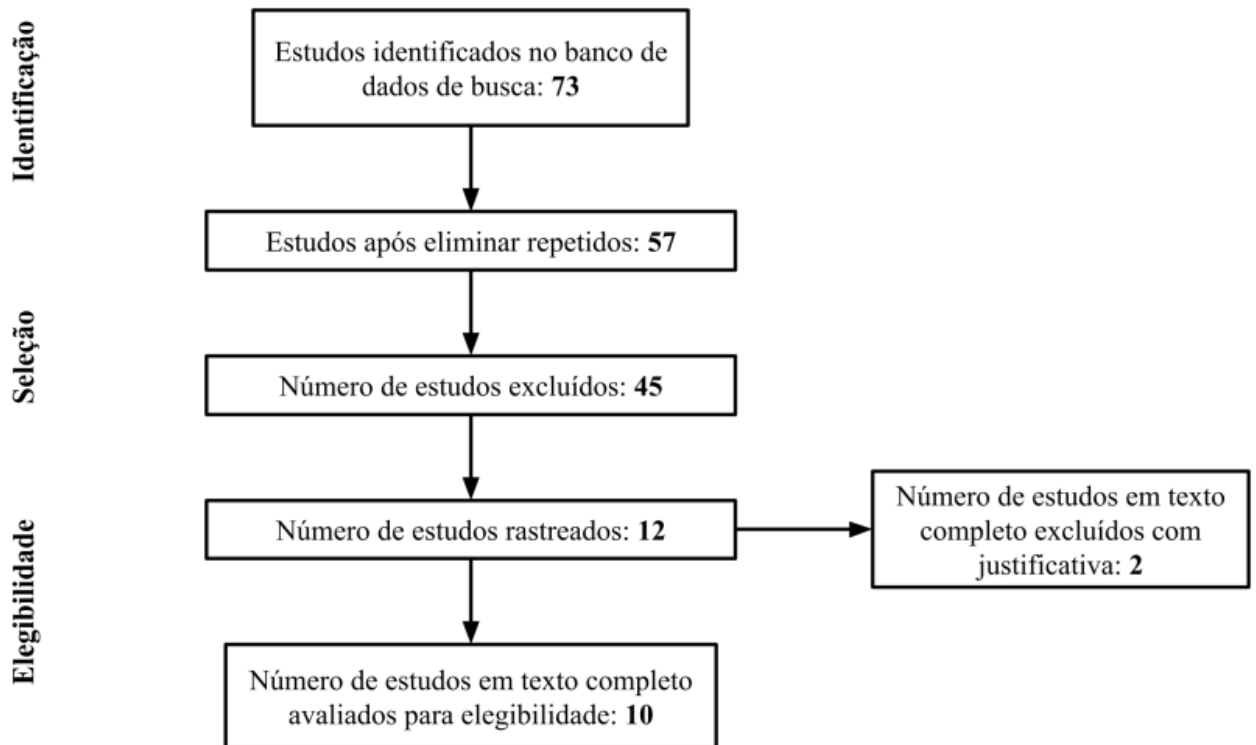 Identificação
Estudos identificados no banco de
dados de busca: 73
Estudos após eliminar repetidos: 57
Seleção
Número de estudos excluídos: 45
Elegibilidade
Número de estudos rastreados: 12
Número de estudos em texto
completo excluídos com
justificativa: 2
Número de estudos em texto completo
avaliados para elegibilidade: 10